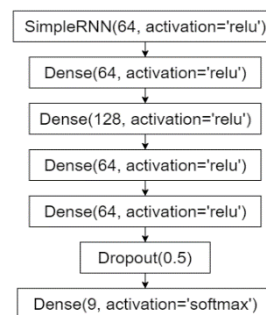 SimpleRNN(64, activation='relu')
Dense(64, activation='relu')
Dense(128, activation='relu')
Dense(64, activation='relu')
Dense(64, activation='relu')
Dropout(0.5)
Dense(9, activation='softmax')